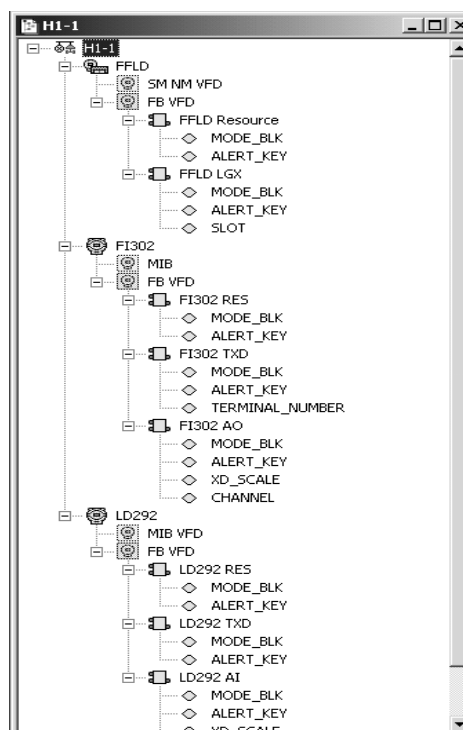 H1-1
H1-1
FFLD
SM NM VFD
FB VFD
FFLD Resource
MODE_BLK
ALERT_KEY
FFLD LGX
MODE_BLK
ALERT_KEY
SLOT
FI302
MIB
FB VFD
FI302 RES
MODE_BLK
ALERT_KEY
FI302 TXD
MODE_BLK
ALERT_KEY
TERMINAL_NUMBER
FI302 AO
MODE_BLK
ALERT_KEY
XD_SCALE
CHANNEL
LD292
MIB VFD
FB VFD
LD292 RES
MODE_BLK
ALERT_KEY
LD292 TXD
MODE_BLK
ALERT_KEY
LD292 AI
MODE_BLK
ALERT_KEY
XD_SCALE